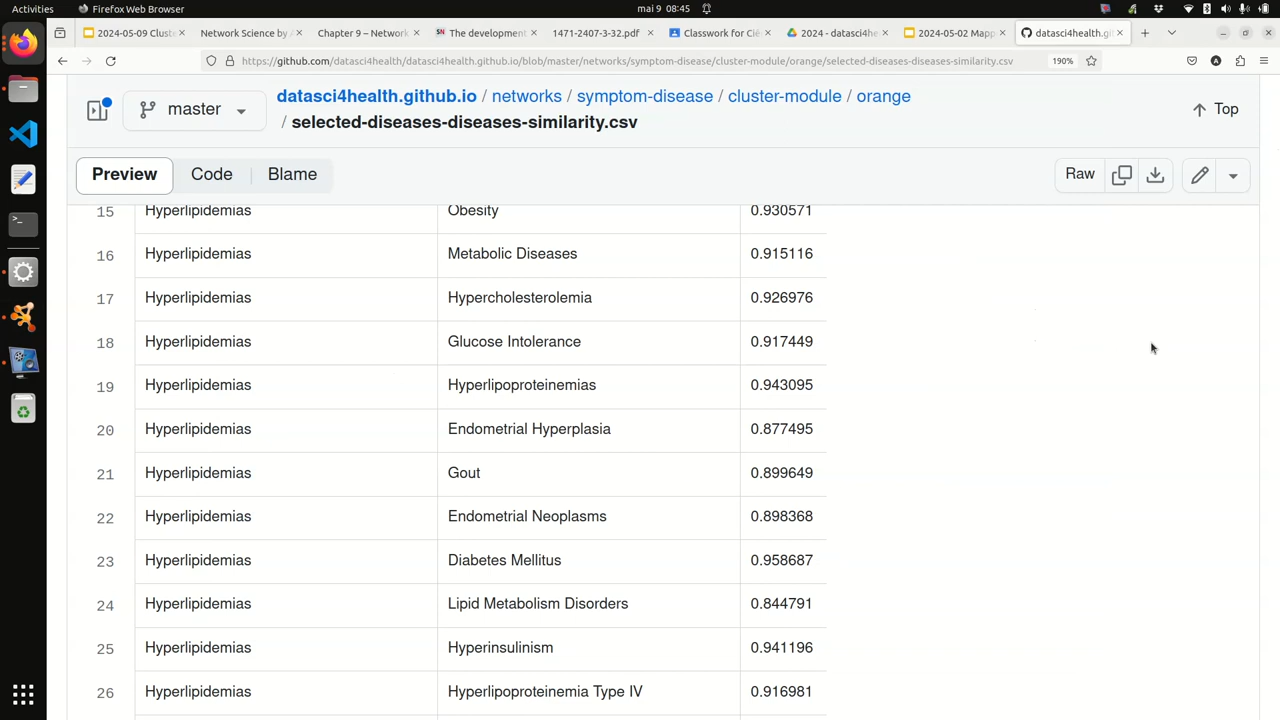 Activities
Firefox Web Browser
mai 9 08:45
2024-05-09 Clust
Network Science by
Chapter 9 – Network
The development
1471-2407-3-32.pdf
Classwork for Ciê
2024 - datasci4he
2024-05-02 Mapp
datasci4health.gi
https://github.com/datasci4health/datasci4health.github.io/blob/master/networks/symptom-disease/cluster-module/orange/selected-diseases-diseases-similarity.csv
190%
master
datasci4health.github.io / networks / symptom-disease / cluster-module / orange
/ selected-diseases-diseases-similarity.csv
Top
Preview
Code
Blame
Raw
15 Hyperlipidemias Obesity 0.930571
16 Hyperlipidemias Metabolic Diseases 0.915116
17 Hyperlipidemias Hypercholesterolemia 0.926976
18 Hyperlipidemias Glucose Intolerance 0.917449
19 Hyperlipidemias Hyperlipoproteinemias 0.943095
20 Hyperlipidemias Endometrial Hyperplasia 0.877495
21 Hyperlipidemias Gout 0.899649
22 Hyperlipidemias Endometrial Neoplasms 0.898368
23 Hyperlipidemias Diabetes Mellitus 0.958687
24 Hyperlipidemias Lipid Metabolism Disorders 0.844791
25 Hyperlipidemias Hyperinsulinism 0.941196
26 Hyperlipidemias Hyperlipoproteinemia Type IV 0.916981